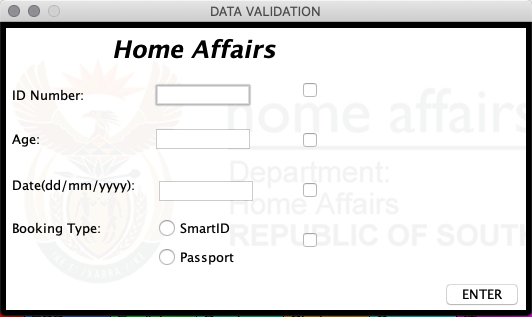 DATA VALIDATION
Home Affairs
ID Number:
home affairs
Age:
Department:
Date(dd/mm/yyyy):
Home Affairs
Booking Type:
SmartID
REPUBLIC OF SOUT
Passport
ENTER